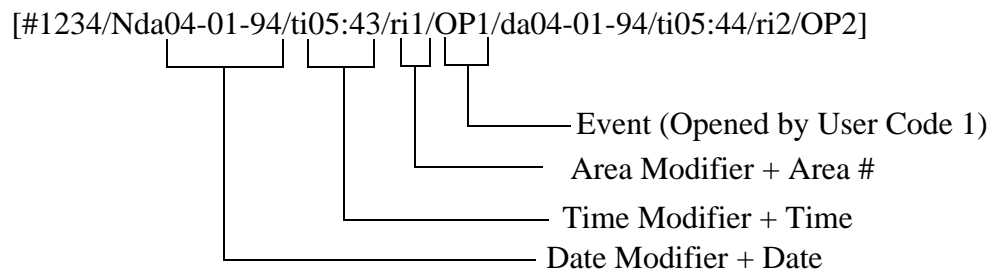 [#1234/Nda04-01-94/ti05:43/ri1/OP1/da04-01-94/ti05:44/ri2/OP2]
Event (Opened by User Code 1)
Area Modifier + Area #
Time Modifier + Time
Date Modifier + Date